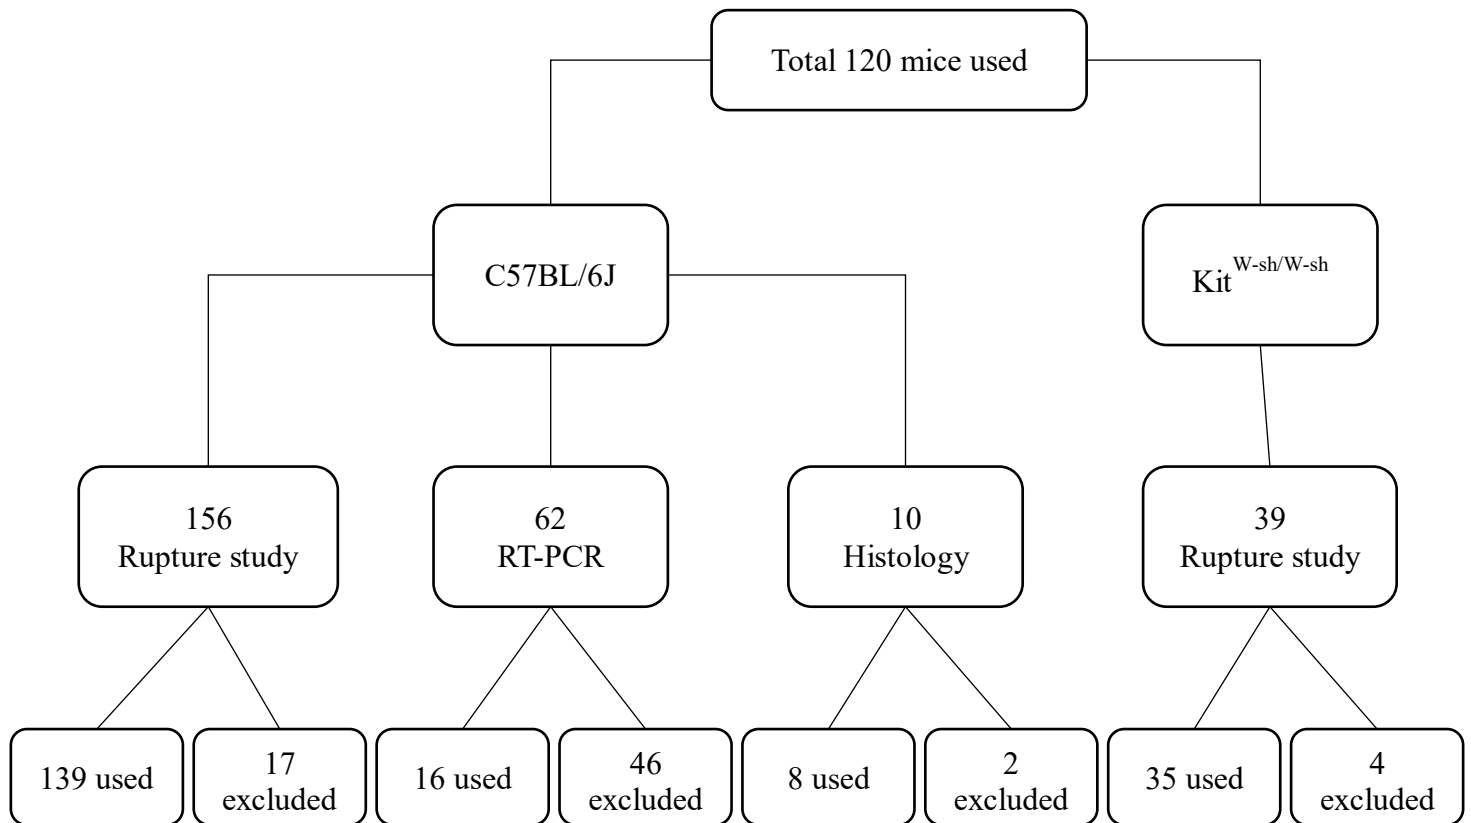 Total 120 mice used
C57BL/6J
Kit^W-sh/W-sh
156
Rupture study
62
RT-PCR
10
Histology
39
Rupture study
139 used
17
excluded
16 used
46
excluded
8 used
2
excluded
35 used
4
excluded